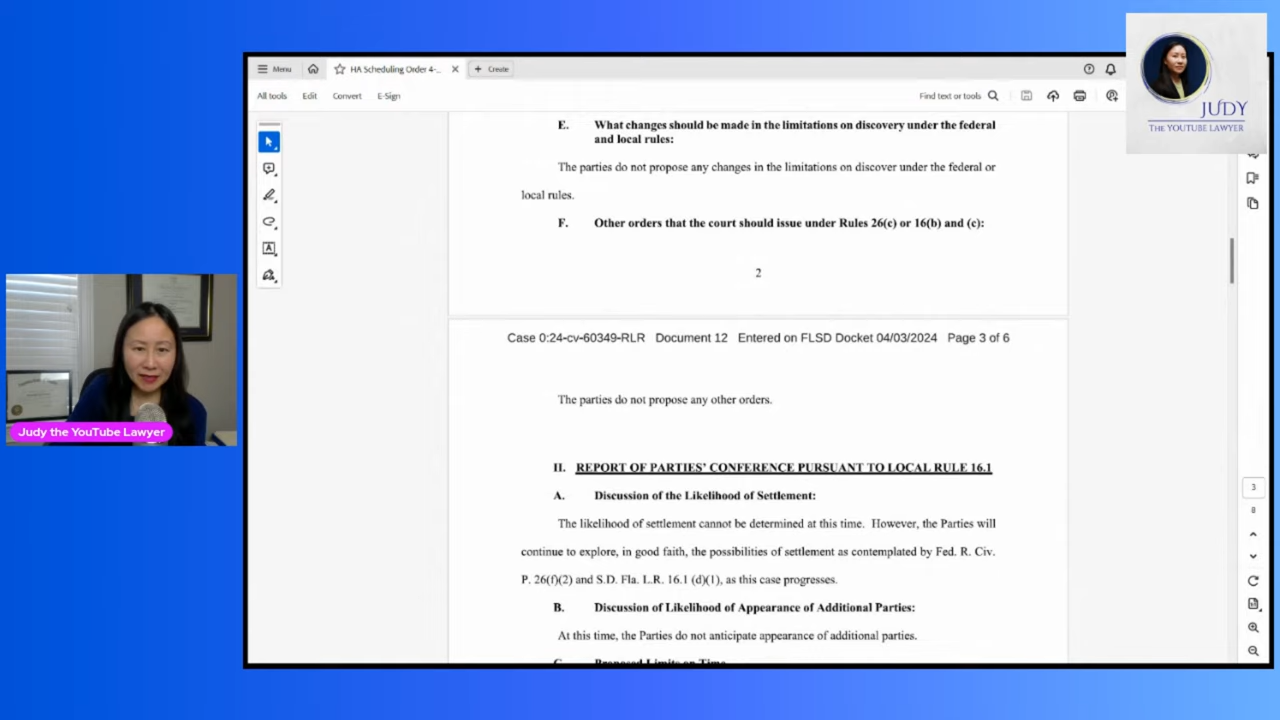 Menu
HA Scheduling Order 4-...
Create
All tools
Edit
Convert
E-Sign
Find text or tools
JUDY
THE YOUTUBE LAWYER
E. What changes should be made in the limitations on discovery under the federal
and local rules:
The parties do not propose any changes in the limitations on discover under the federal or
local rules.
F. Other orders that the court should issue under Rules 26(c) or 16(b) and (c):
2
Case 0:24-cv-60349-RLR Document 12 Entered on FLSD Docket 04/03/2024 Page 3 of 6
The parties do not propose any other orders.
II. REPORT OF PARTIES' CONFERENCE PURSUANT TO LOCAL RULE 16.1
A. Discussion of the Likelihood of Settlement:
The likelihood of settlement cannot be determined at this time. However, the Parties will
continue to explore, in good faith, the possibilities of settlement as contemplated by Fed. R. Civ.
P. 26(f)(2) and S.D. Fla. L.R. 16.1 (d)(1), as this case progresses.
B. Discussion of Likelihood of Appearance of Additional Parties:
At this time, the Parties do not anticipate appearance of additional parties.
C. Proposed Limits on Time
3
8
Judy the YouTube Lawyer